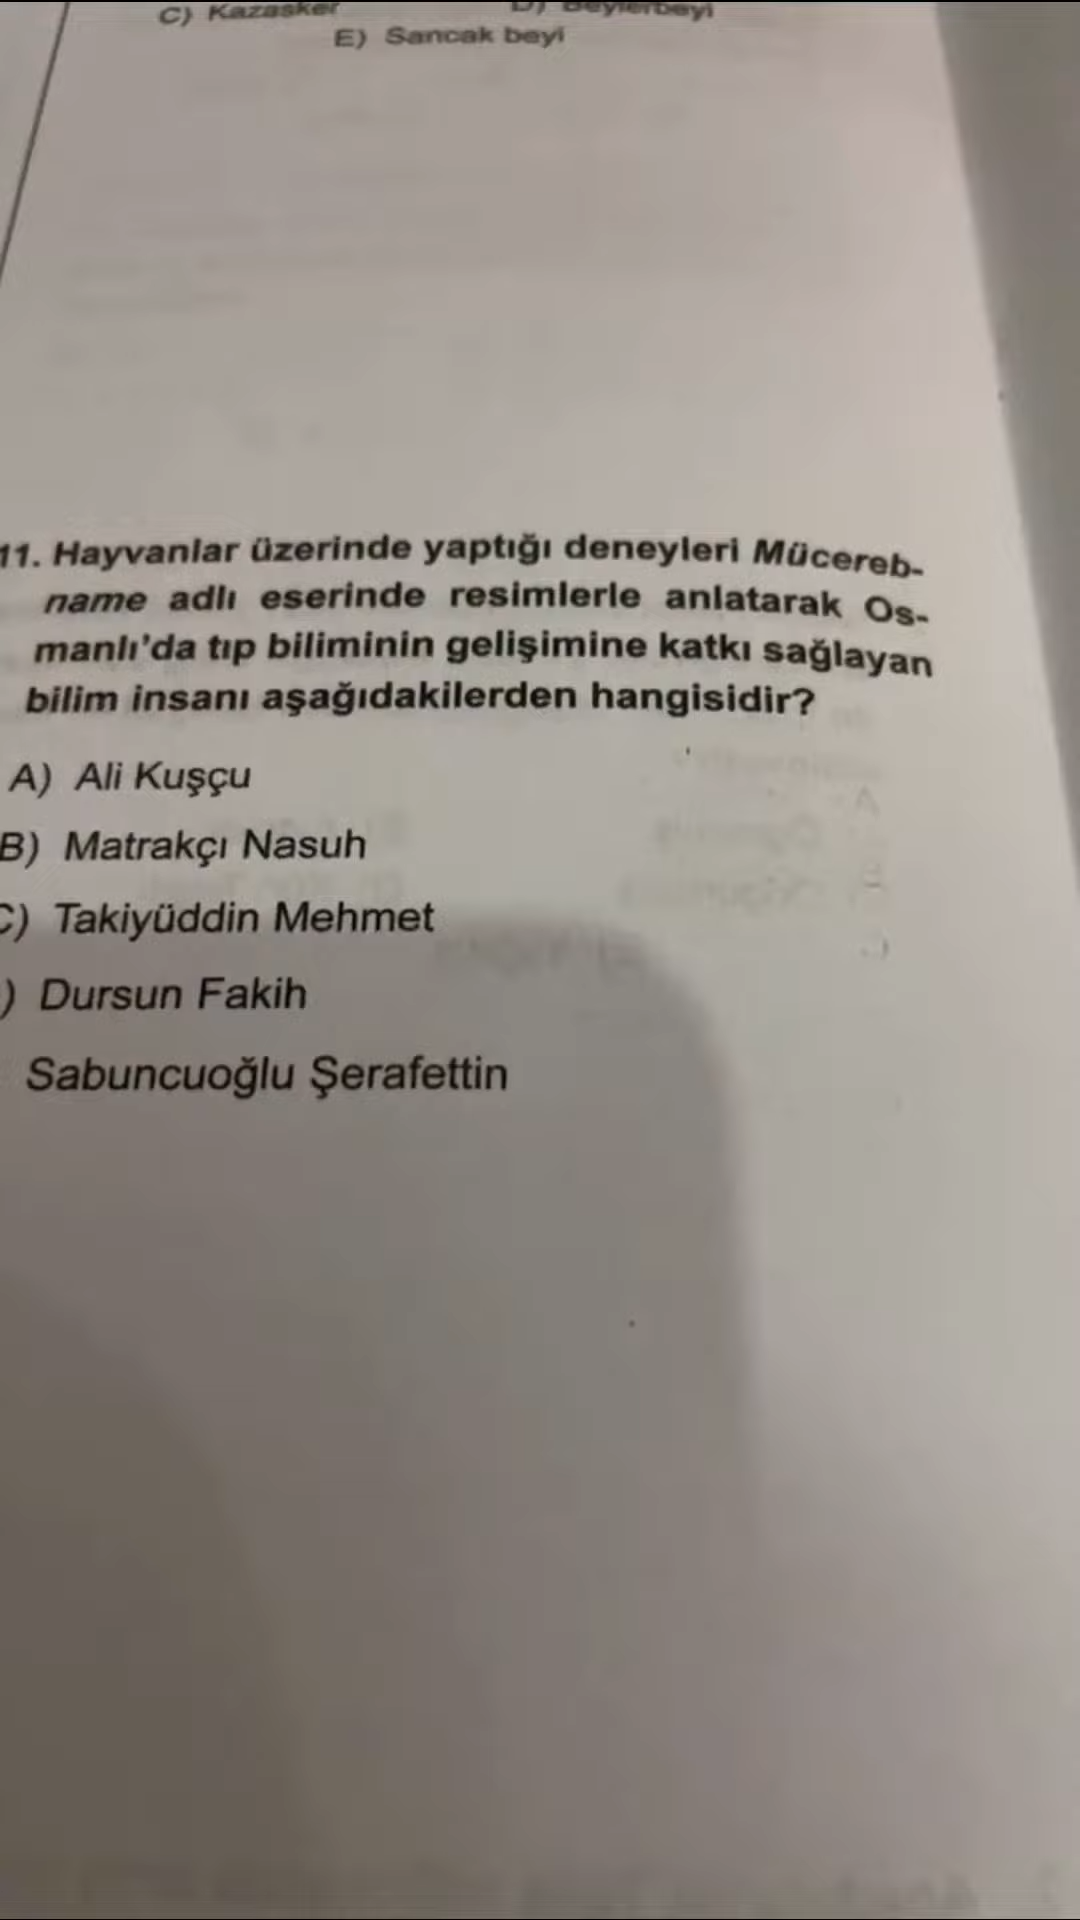 C) Kazasker D) Beylerbeyi
E) Sancak beyi
11. Hayvanlar üzerinde yaptığı deneyleri Mücereb-
name adlı eserinde resimlerle anlatarak Os-
manlı'da tıp biliminin gelişimine katkı sağlayan
bilim insanı aşağıdakilerden hangisidir?
A) Ali Kuşçu
B) Matrakçı Nasuh
C) Takiyüddin Mehmet
) Dursun Fakih
Sabuncuoğlu Şerafettin